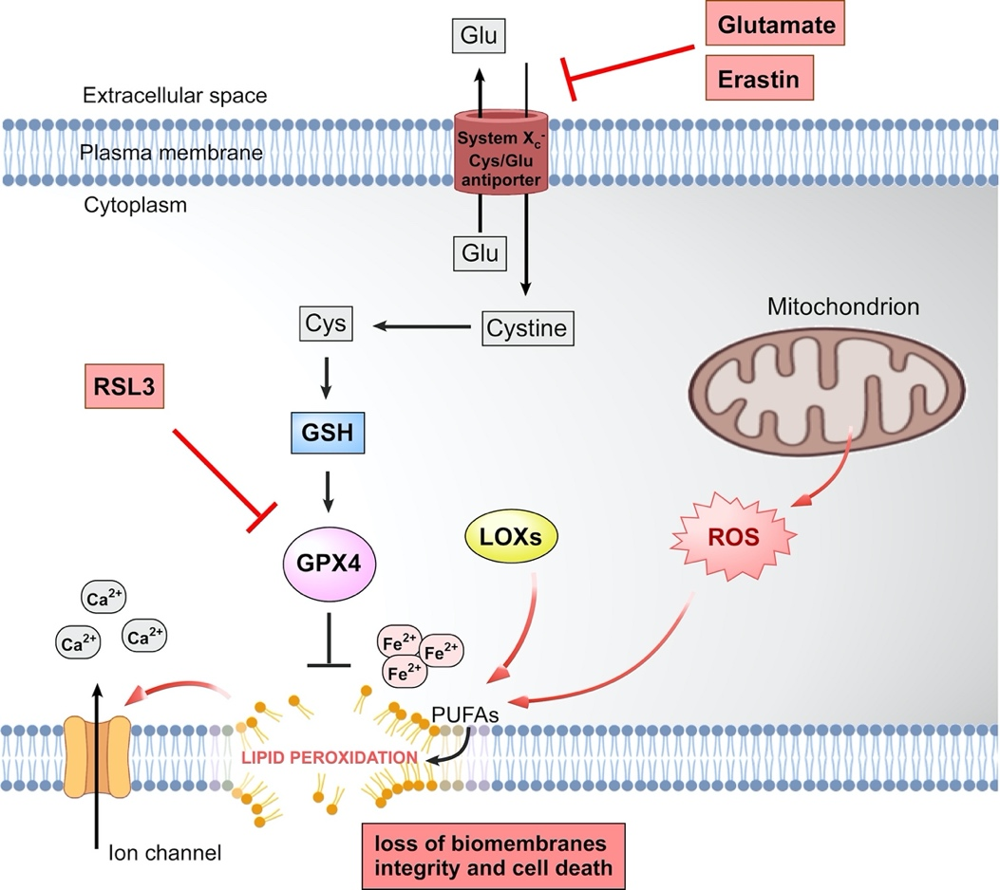 Glu
Glutamate
Erastin
Extracellular space
System Xc-
Cys/Glu
antiporter
Plasma membrane
Cytoplasm
Glu
Mitochondrion
Cys
Cystine
RSL3
GSH
LOXs
ROS
GPX4
Ca2+
Ca2+
Ca2+
Fe2+
Fe2+
Fe2+
PUFAs
LIPID PEROXIDATION
Ion channel
loss of biomembranes
integrity and cell death